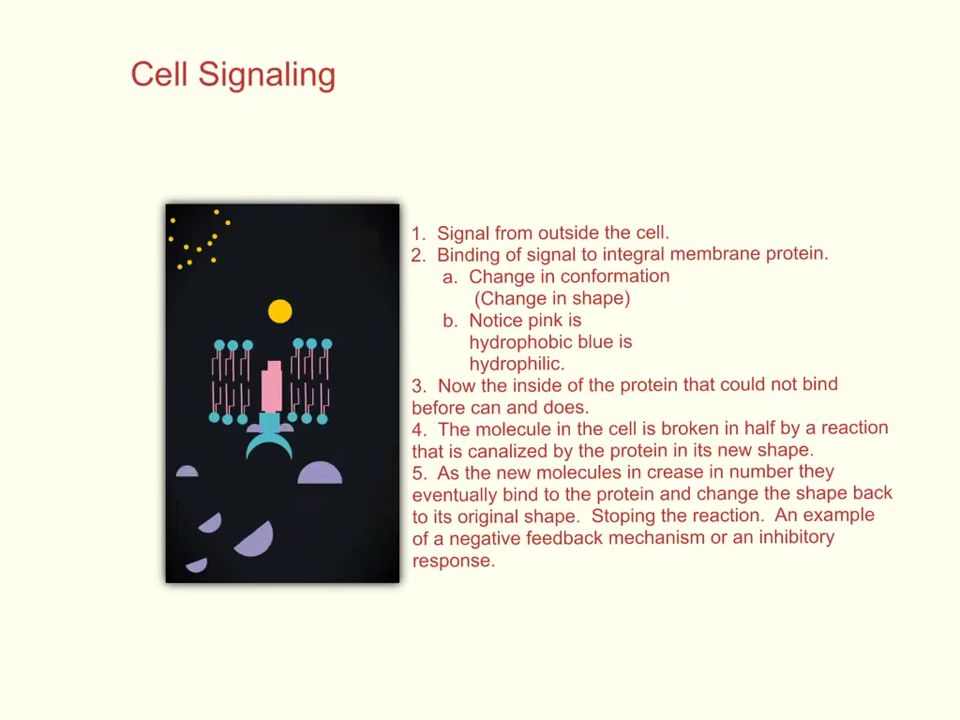 Cell Signaling
1. Signal from outside the cell.
2. Binding of signal to integral membrane protein.
a. Change in conformation
(Change in shape)
b. Notice pink is
hydrophobic blue is
hydrophilic.
3. Now the inside of the protein that could not bind
before can and does.
4. The molecule in the cell is broken in half by a reaction
that is canalized by the protein in its new shape.
5. As the new molecules in crease in number they
eventually bind to the protein and change the shape back
to its original shape. Stoping the reaction. An example
of a negative feedback mechanism or an inhibitory
response.